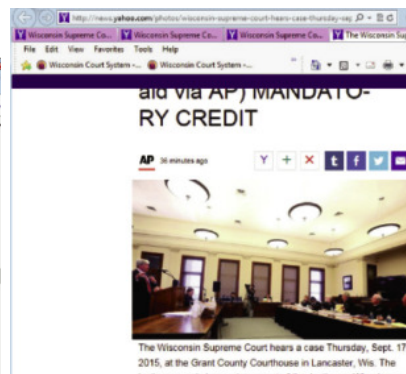 http://news.yahoo.com/photos/wisconsin-supreme-court-hears-case-thursday-sep
Wisconsin Supreme Co... Wisconsin Supreme Co... Wisconsin Supreme Co... The Wisconsin Su
File Edit View Favorites Tools Help
Wisconsin Court System -... Wisconsin Court System -...
aid via AP) MANDATO-
RY CREDIT
AP 36 minutes ago
The Wisconsin Supreme Court hears a case Thursday, Sept. 17
2015, at the Grant County Courthouse in Lancaster, Wis. The